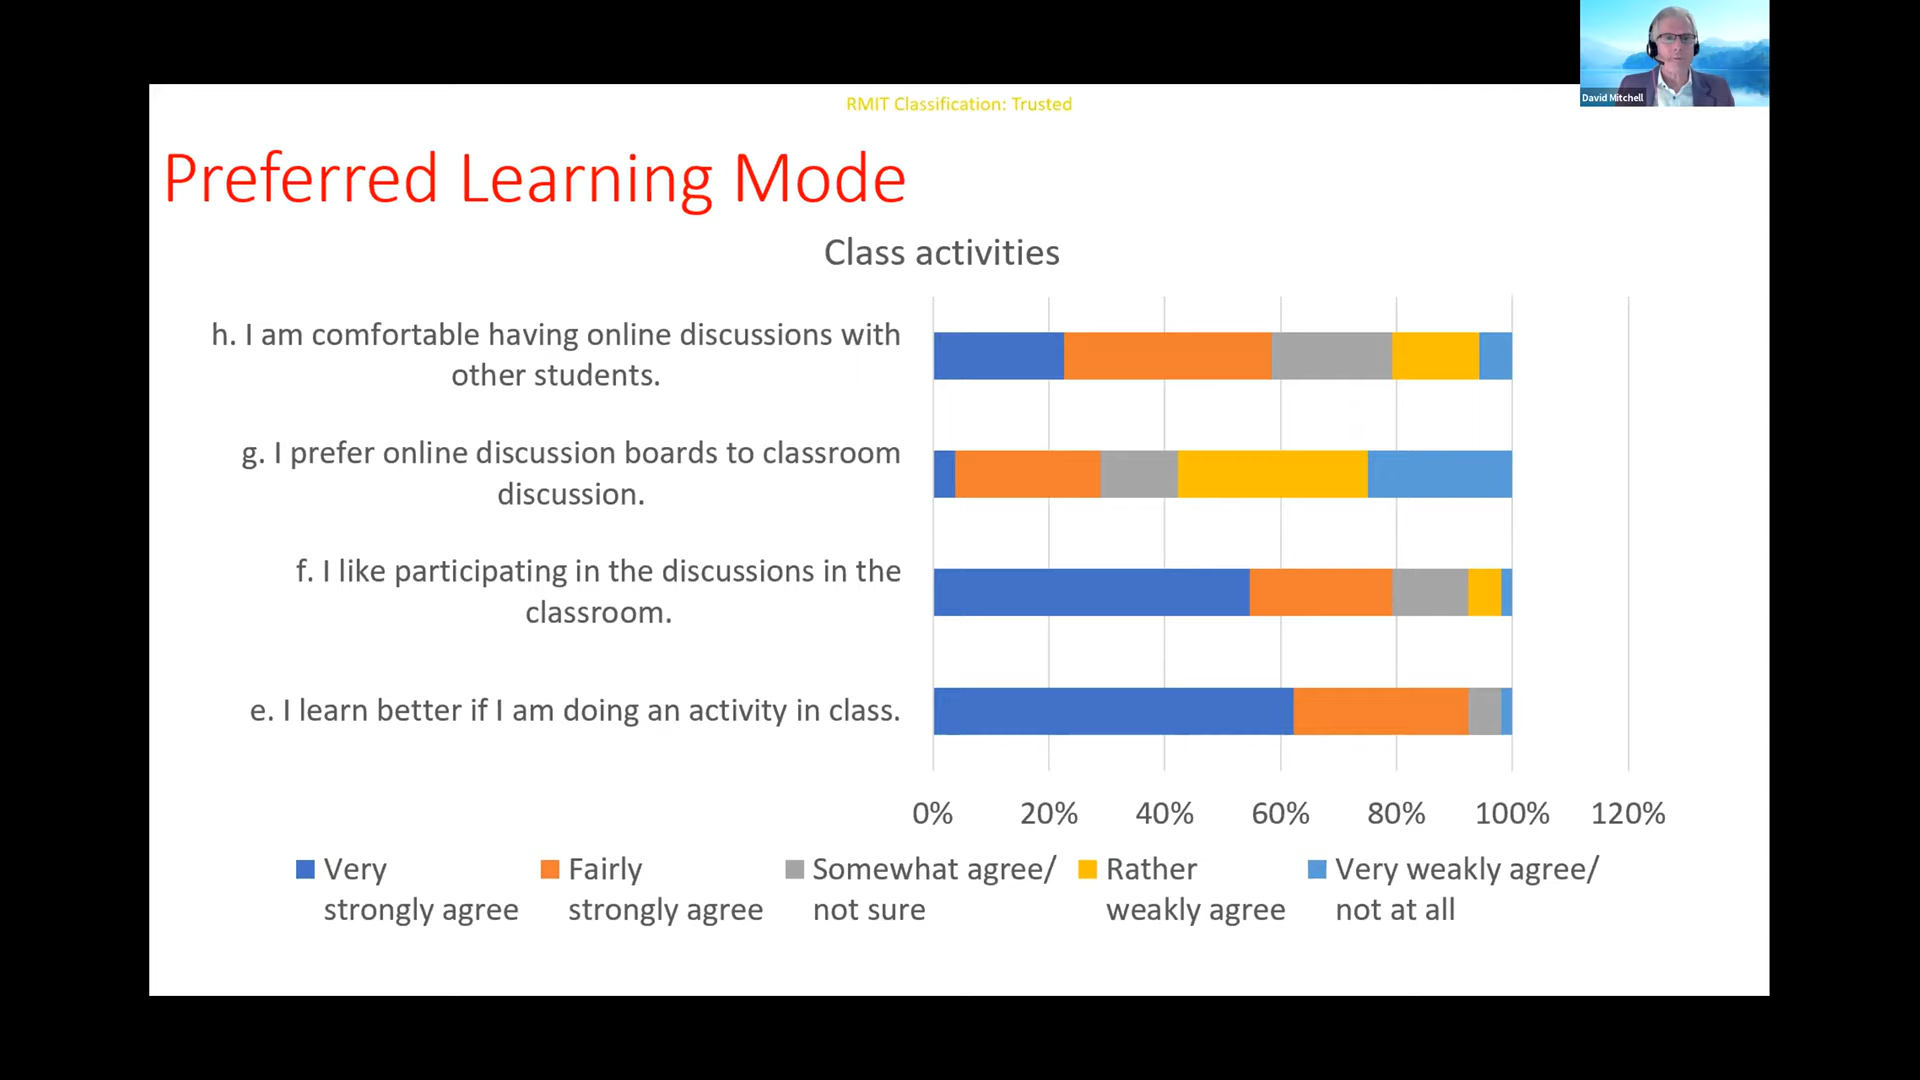 RMIT Classification: Trusted
David Mitchell
Preferred Learning Mode
Class activities
h. I am comfortable having online discussions with
other students.
g. I prefer online discussion boards to classroom
discussion.
f. I like participating in the discussions in the
classroom.
e. I learn better if I am doing an activity in class.
0% 20% 40% 60% 80% 100% 120%
Very
strongly agree
Fairly
strongly agree
Somewhat agree/
not sure
Rather
weakly agree
Very weakly agree/
not at all